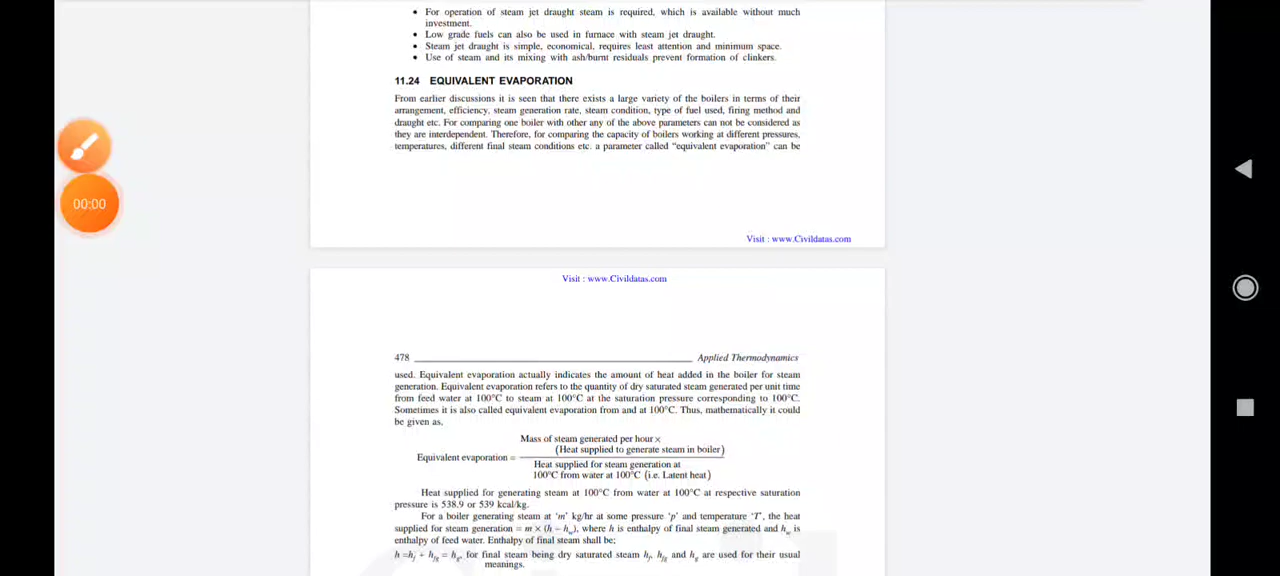 • For operation of steam jet draught steam is required, which is available without much
investment.
• Low grade fuels can also be used in furnace with steam jet draught.
• Steam jet draught is simple, economical, requires least attention and minimum space.
• Use of steam and its mixing with ash/burnt residuals prevent formation of clinkers.
11.24 EQUIVALENT EVAPORATION
From earlier discussions it is seen that there exists a large variety of the boilers in terms of their
arrangement, efficiency, steam generation rate, steam condition, type of fuel used, firing method and
draught etc. For comparing one boiler with other any of the above parameters can not be considered as
they are interdependent. Therefore, for comparing the capacity of boilers working at different pressures,
temperatures, different final steam conditions etc. a parameter called “equivalent evaporation” can be
Visit : www.Civildatas.com
Visit : www.Civildatas.com
00:00
478 Applied Thermodynamics
used. Equivalent evaporation actually indicates the amount of heat added in the boiler for steam
generation. Equivalent evaporation refers to the quantity of dry saturated steam generated per unit time
from feed water at 100°C to steam at 100°C at the saturation pressure corresponding to 100°C.
Sometimes it is also called equivalent evaporation from and at 100°C. Thus, mathematically it could
be given as,
Mass of steam generated per hour ×
(Heat supplied to generate steam in boiler)
Equivalent evaporation =
Heat supplied for steam generation at
100°C from water at 100°C (i.e. Latent heat)
Heat supplied for generating steam at 100°C from water at 100°C at respective saturation
pressure is 538.9 or 539 kcal/kg.
For a boiler generating steam at ‘m’ kg/hr at some pressure ‘p’ and temperature ‘T’, the heat
supplied for steam generation = m × (h – hw), where h is enthalpy of final steam generated and hw is
enthalpy of feed water. Enthalpy of final steam shall be;
h =hf + hfg = hg, for final steam being dry saturated steam hf, hfg and hg are used for their usual
meanings.